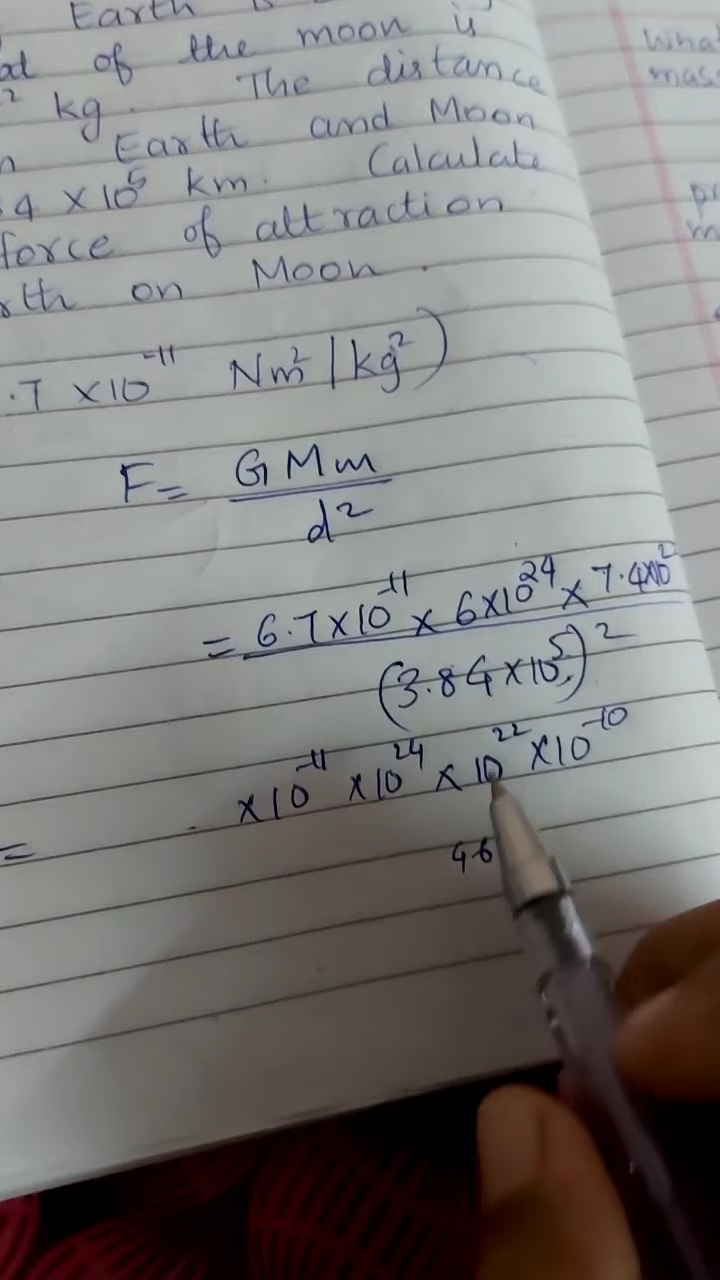 Earth
of the moon is
kg. The distance
Earth and Moon
4 × 10⁵ km. Calculate
force of attraction
on Moon.
.7 × 10⁻¹¹ Nm² / kg²)
F = G M m
d²
= 6.7 × 10⁻¹¹ × 6 × 10²⁴ × 7.4 × 10²
(3.84 × 10⁵)²
= × 10⁻¹¹ × 10²⁴ × 10²² × 10⁻¹⁰
46